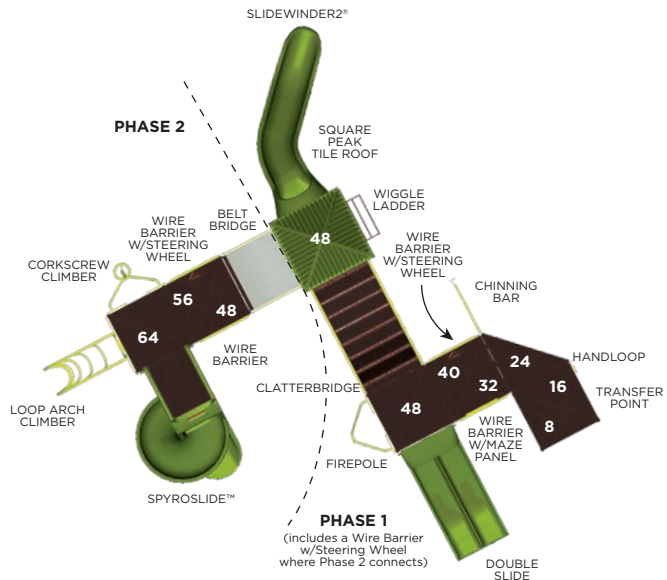 SLIDEWINDER2®
PHASE 2
SQUARE
PEAK
TILE ROOF
WIGGLE
LADDER
BELT
BRIDGE
48
WIRE
BARRIER
W/STEERING
WHEEL
WIRE
BARRIER
W/STEERING
WHEEL
CORKSCREW
CLIMBER
CHINNING
BAR
56
48
64
WIRE
BARRIER
24
HANDLOOP
40
32
16
TRANSFER
POINT
CLATTERBRIDGE
48
8
LOOP ARCH
CLIMBER
WIRE
BARRIER
W/MAZE
PANEL
FIREPOLE
SPYROSLIDE™
PHASE 1
(includes a Wire Barrier
w/Steering Wheel
where Phase 2 connects)
DOUBLE
SLIDE